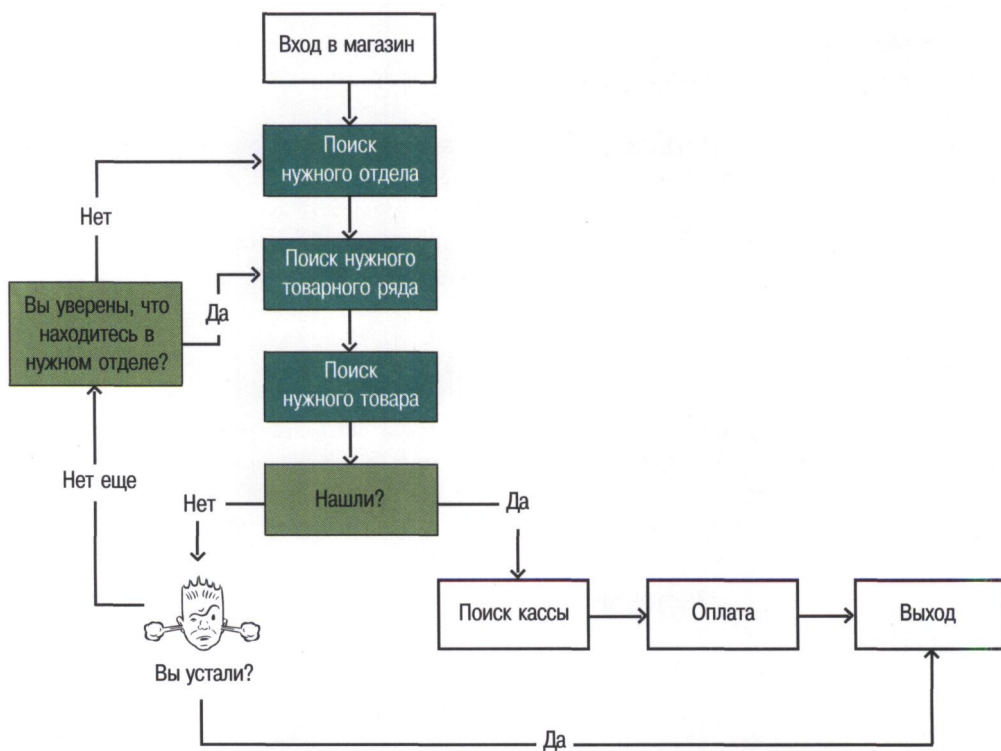 Вход в магазин
Поиск
нужного отдела
Нет
Поиск нужного
товарного ряда
Вы уверены, что
находитесь в
нужном отделе?
Да
Поиск
нужного товара
Нет еще
Нашли?
Нет
Да
Поиск кассы
Оплата
Выход
Вы устали?
Да